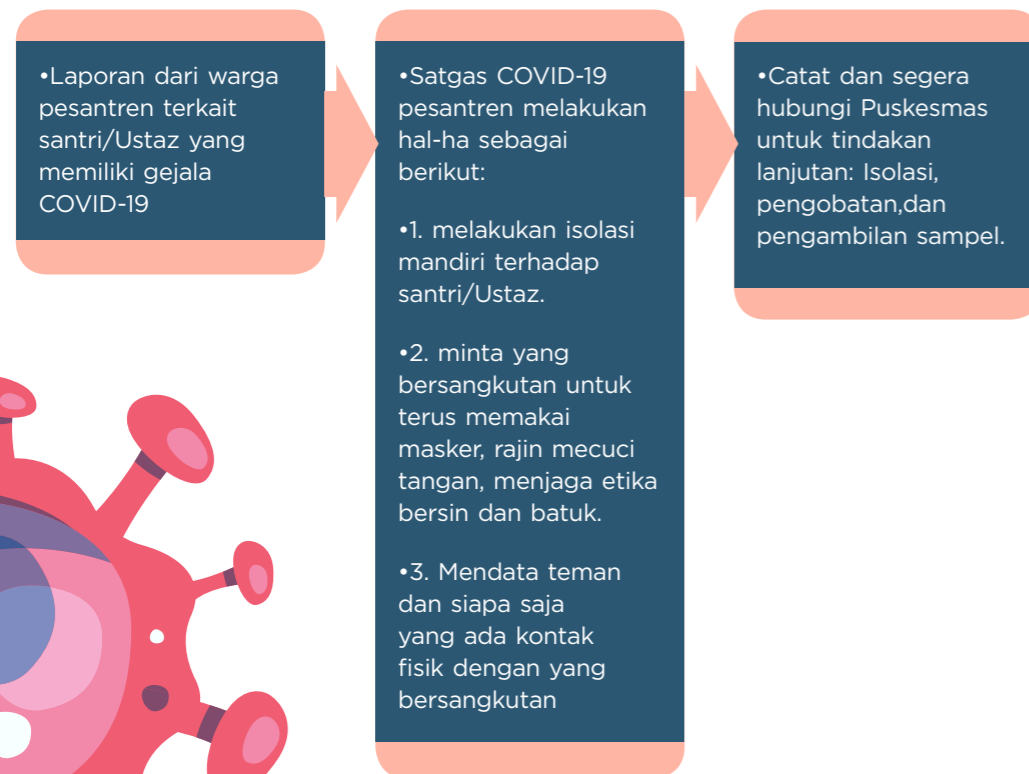 •Laporan dari warga
pesantren terkait
santri/Ustaz yang
memiliki gejala
COVID-19
•Satgas COVID-19
pesantren melakukan
hal-ha sebagai
berikut:
•1. melakukan isolasi
mandiri terhadap
santri/Ustaz.
•2. minta yang
bersangkutan untuk
terus memakai
masker, rajin mecuci
tangan, menjaga etika
bersin dan batuk.
•3. Mendata teman
dan siapa saja
yang ada kontak
fisik dengan yang
bersangkutan
•Catat dan segera
hubungi Puskesmas
untuk tindakan
lanjutan: Isolasi,
pengobatan,dan
pengambilan sampel.